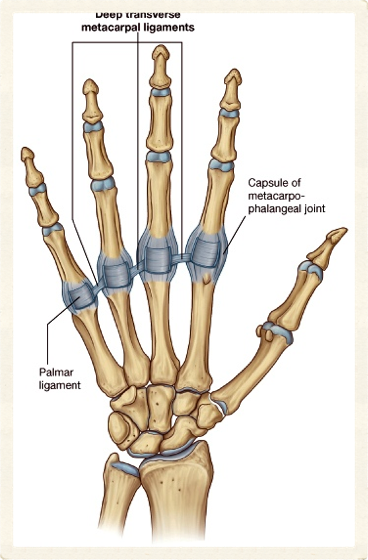 Deep transverse
metacarpal ligaments
Capsule of
metacarpo-
phalangeal joint
Palmar
ligament